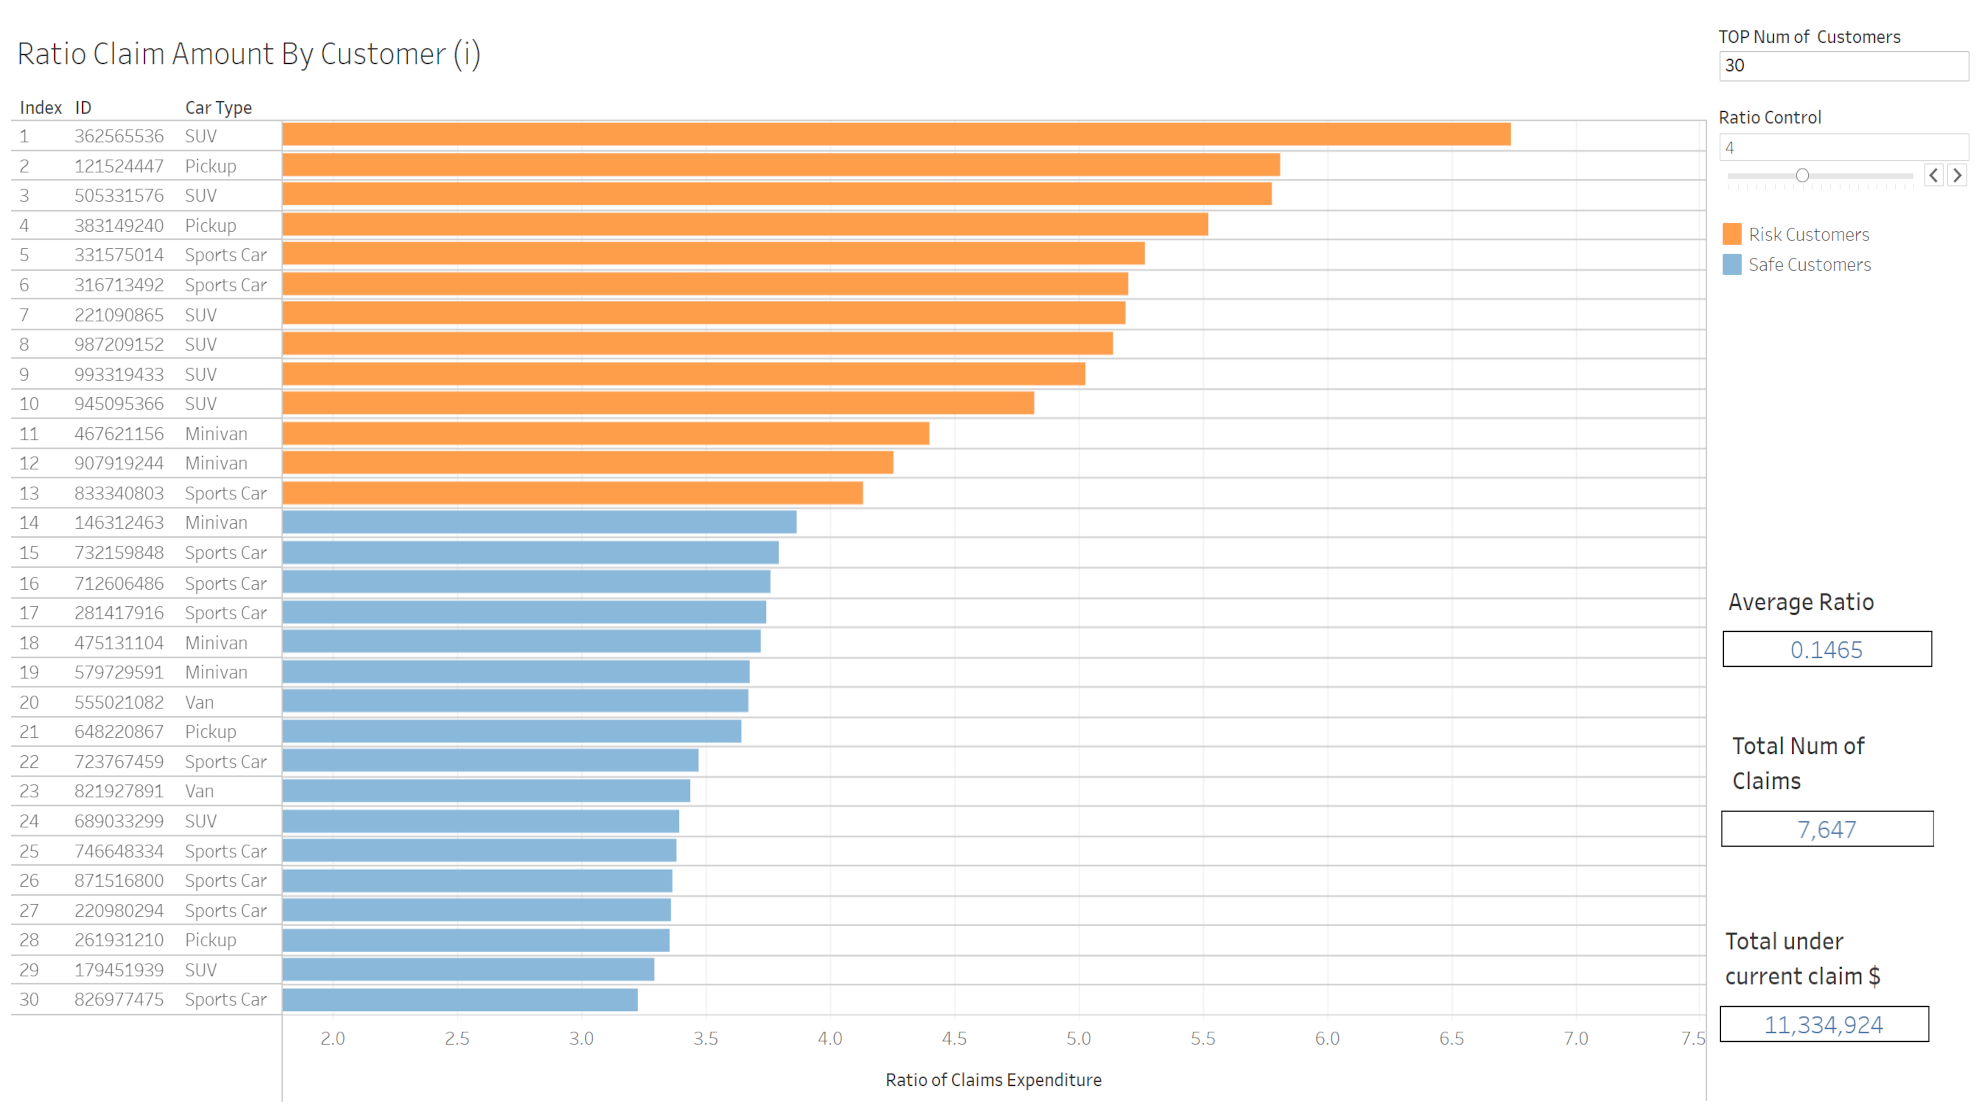 Ratio Claim Amount By Customer (i)
Index ID Car Type
1 362565536 SUV
2 121524447 Pickup
3 505331576 SUV
4 383149240 Pickup
5 331575014 Sports Car
6 316713492 Sports Car
7 221090865 SUV
8 987209152 SUV
9 993319433 SUV
10 945095366 SUV
11 467621156 Minivan
12 907919244 Minivan
13 833340803 Sports Car
14 146312463 Minivan
15 732159848 Sports Car
16 712606486 Sports Car
17 281417916 Sports Car
18 475131104 Minivan
19 579729591 Minivan
20 555021082 Van
21 648220867 Pickup
22 723767459 Sports Car
23 821927891 Van
24 689033299 SUV
25 746648334 Sports Car
26 871516800 Sports Car
27 220980294 Sports Car
28 261931210 Pickup
29 179451939 SUV
30 826977475 Sports Car
2.0 2.5 3.0 3.5 4.0 4.5 5.0 5.5 6.0 6.5 7.0 7.5
Ratio of Claims Expenditure
TOP Num of Customers
30
Ratio Control
4
Risk Customers
Safe Customers
Average Ratio
0.1465
Total Num of
Claims
7,647
Total under
current claim $
11,334,924